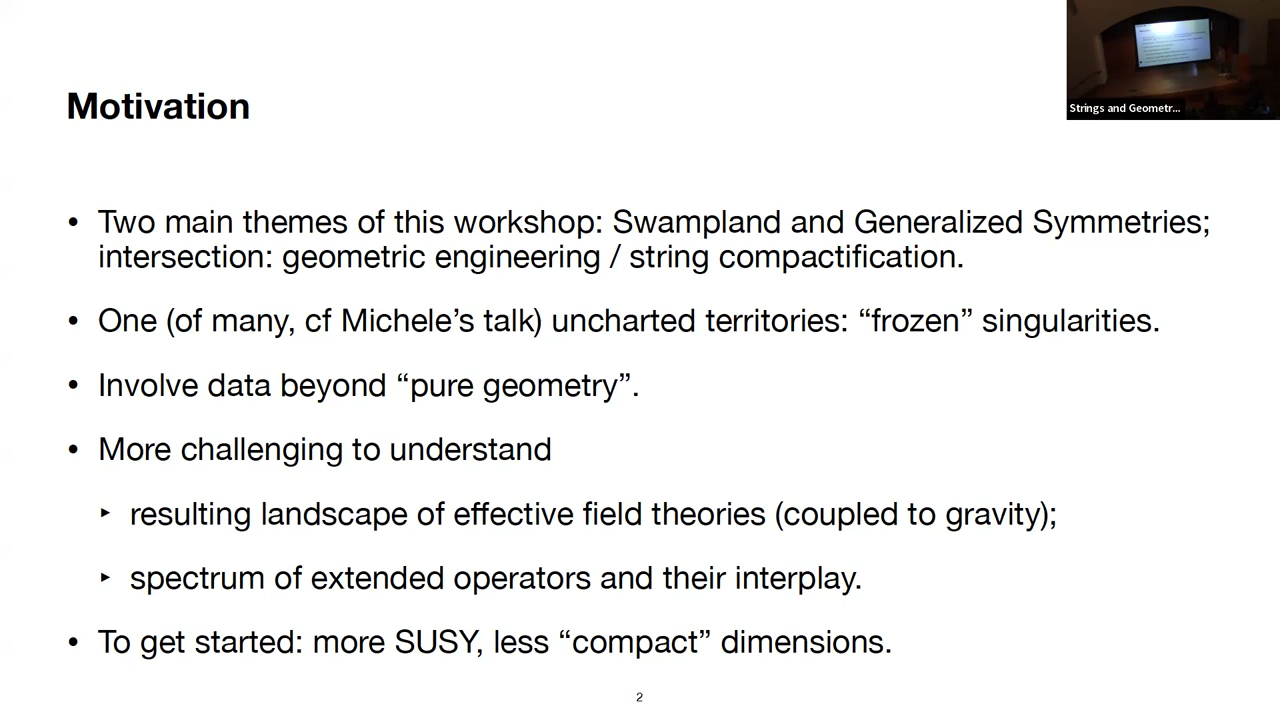 Strings and Geometr...
Motivation
• Two main themes of this workshop: Swampland and Generalized Symmetries;
intersection: geometric engineering / string compactification.
• One (of many, cf Michele’s talk) uncharted territories: “frozen” singularities.
• Involve data beyond “pure geometry”.
• More challenging to understand
‣ resulting landscape of effective field theories (coupled to gravity);
‣ spectrum of extended operators and their interplay.
• To get started: more SUSY, less “compact” dimensions.
2